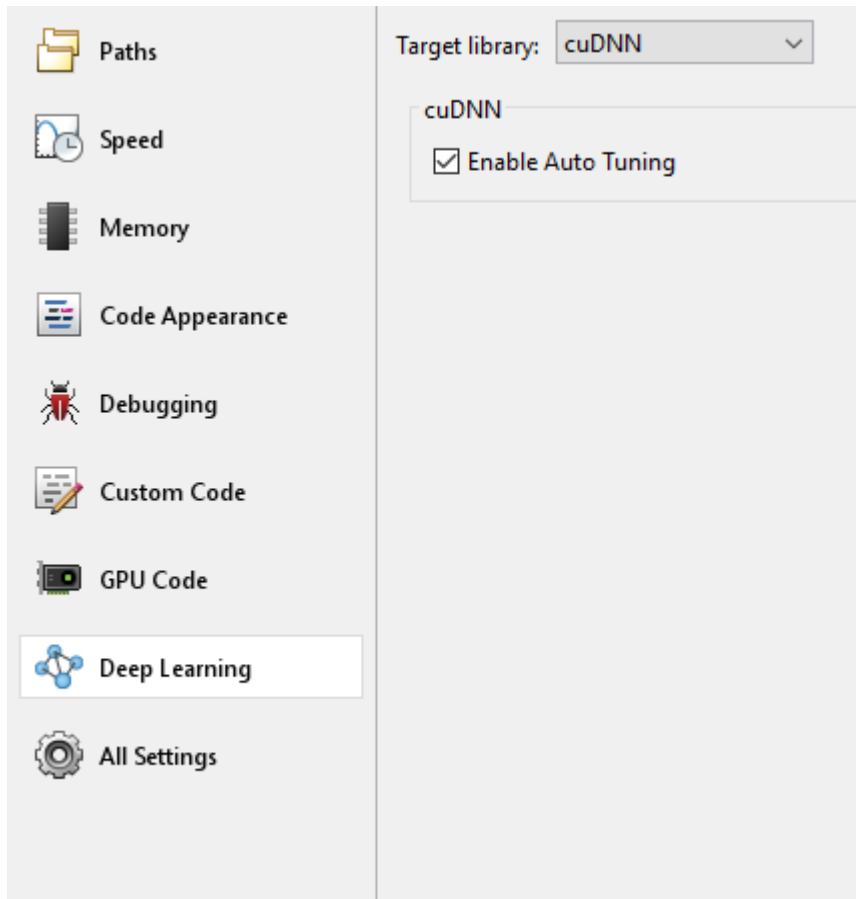 Paths
Speed
Memory
Code Appearance
Debugging
Custom Code
GPU Code
Deep Learning
All Settings
Target library: cuDNN
cuDNN
Enable Auto Tuning